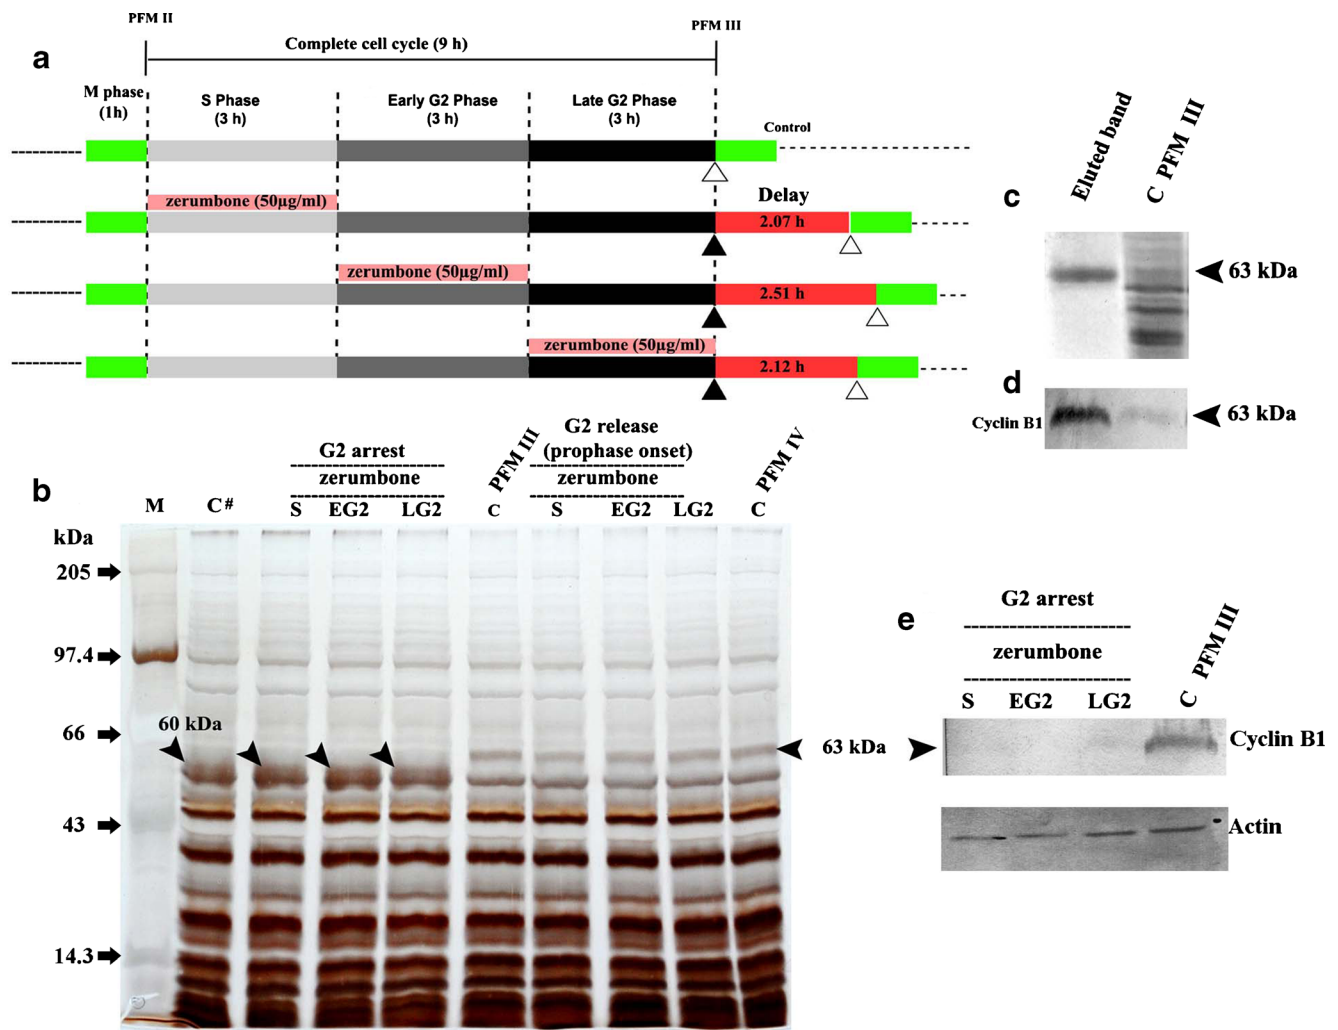 a
PFM II
PFM III
Complete cell cycle (9 h)
M phase
(1h)
S Phase
(3 h)
Early G2 Phase
(3 h)
Late G2 Phase
(3 h)
Control
zerumbone (50µg/ml)
Delay
2.07 h
zerumbone (50µg/ml)
2.51 h
zerumbone (50µg/ml)
2.12 h
b
G2 arrest
zerumbone
PFM III
G2 release
(prophase onset)
zerumbone
PFM IV
M
C#
S
EG2
LG2
C
S
EG2
LG2
C
kDa
205
97.4
66
43
14.3
60 kDa
63 kDa
c
Eluted band
C PFM III
63 kDa
d
Cyclin B1
63 kDa
e
G2 arrest
zerumbone
S
EG2
LG2
C PFM III
Cyclin B1
Actin